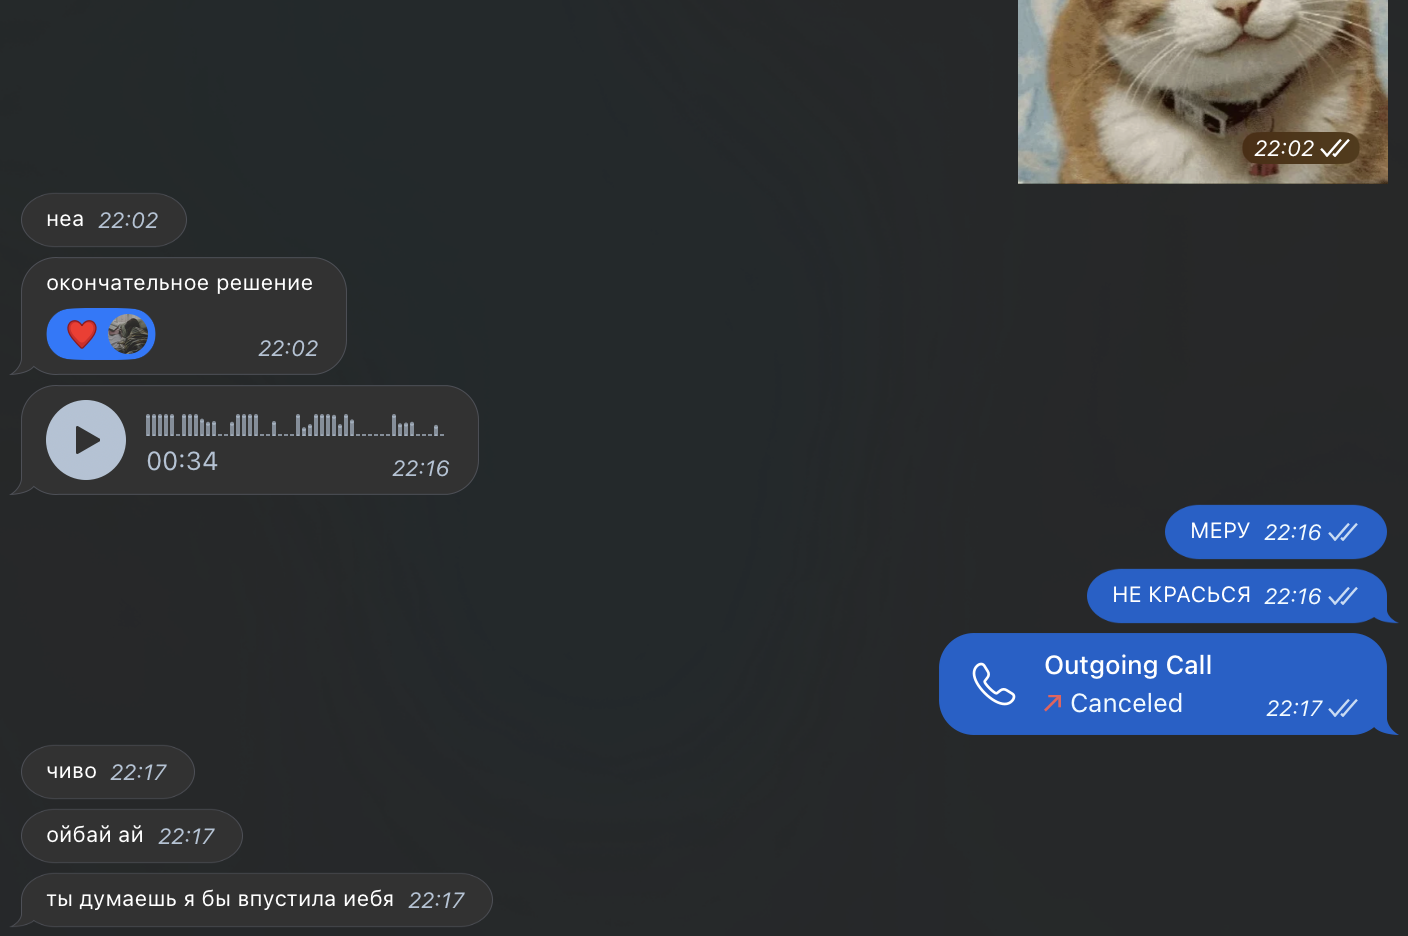 22:02
неа 22:02
окончательное решение
22:02
00:34 22:16
МЕРУ 22:16
НЕ КРАСЬСЯ 22:16
Outgoing Call
Canceled 22:17
чиво 22:17
ойбай ай 22:17
ты думаешь я бы впустила иебя 22:17